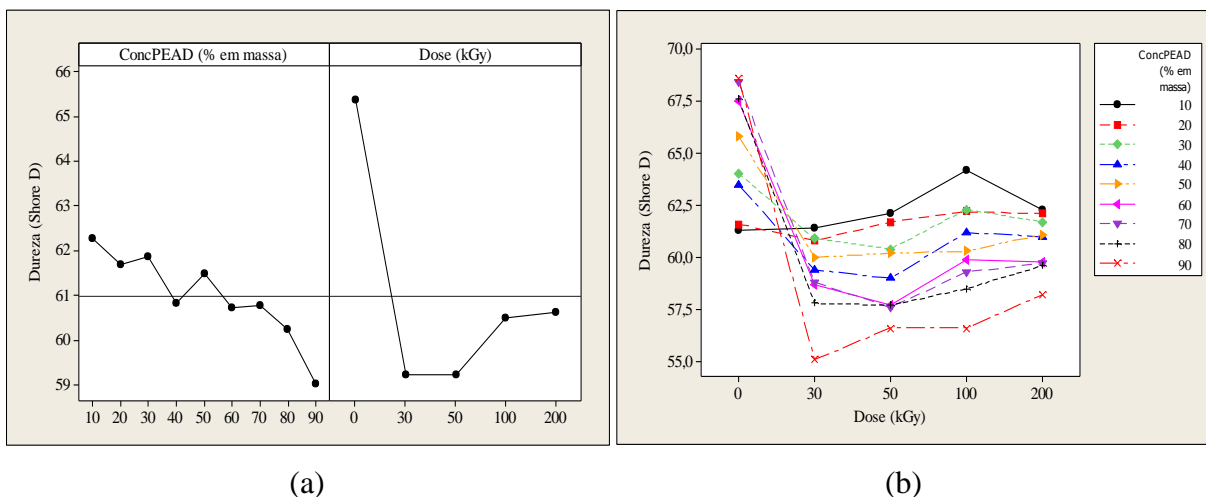 ConcPEAD (% em massa)
Dose (kGy)
Dureza (Shore D)
66
65
64
63
62
61
60
59
10 20 30 40 50 60 70 80 90
0 30 50 100 200
(a)
Dureza (Shore D)
70,0
67,5
65,0
62,5
60,0
57,5
55,0
0 30 50 100 200
Dose (kGy)
ConcPEAD
(% em
massa)
10
20
30
40
50
60
70
80
90
(b)